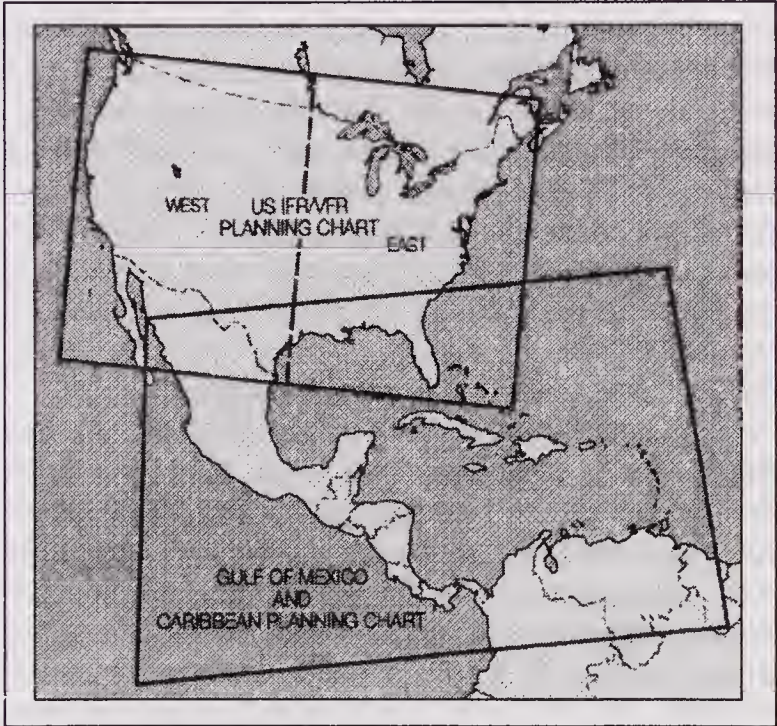 WEST
US IFR/VFR
PLANNING CHART
EAST
GULF OF MEXICO
AND
CARIBBEAN PLANNING CHART